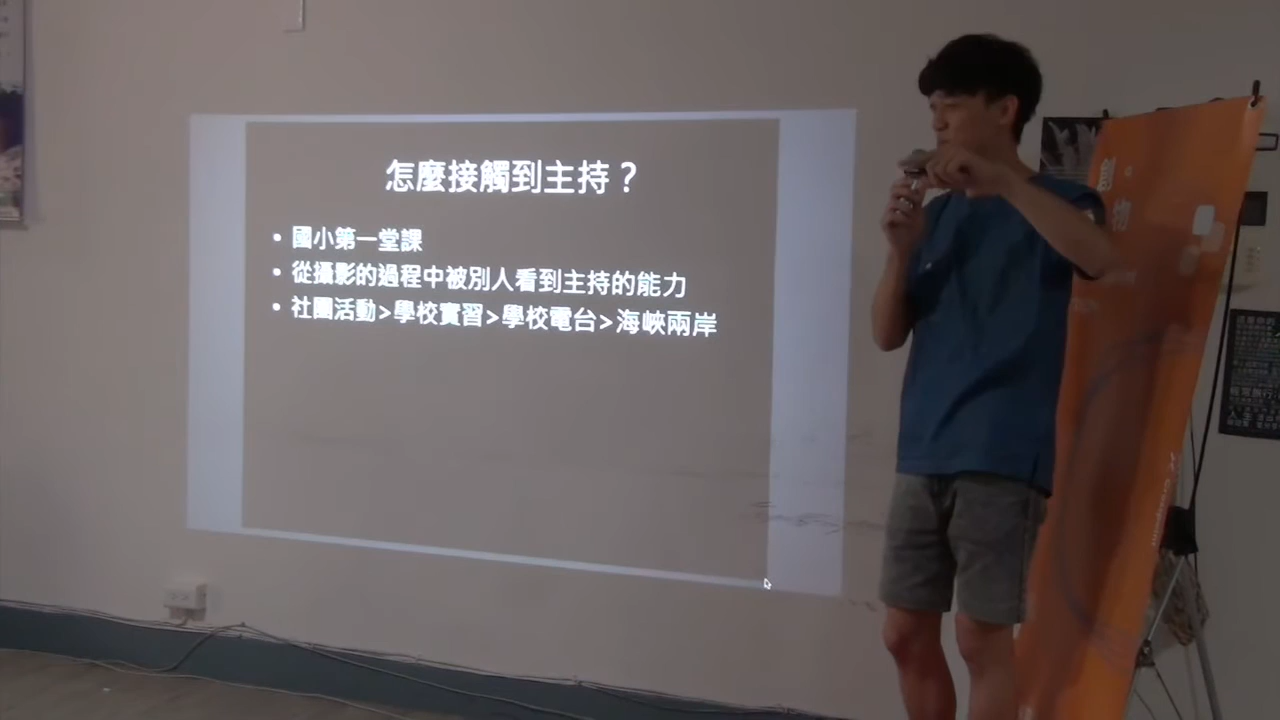 怎麼接觸到主持？
• 國小第一堂課
• 從攝影的過程中被別人看到主持的能力
• 社團活動>學校實習>學校電台>海峽兩岸
創
物